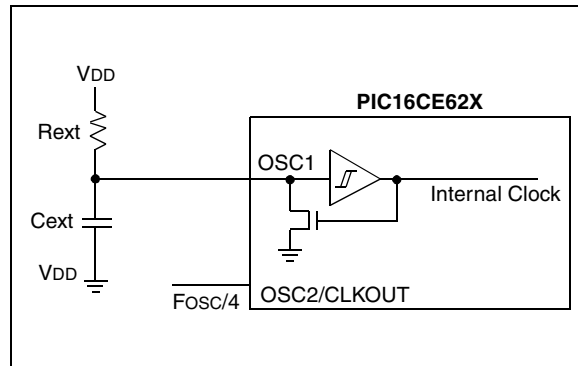 VDD
PIC16CE62X
Rext
OSC1
Internal Clock
Cext
VDD
FOSC/4
OSC2/CLKOUT